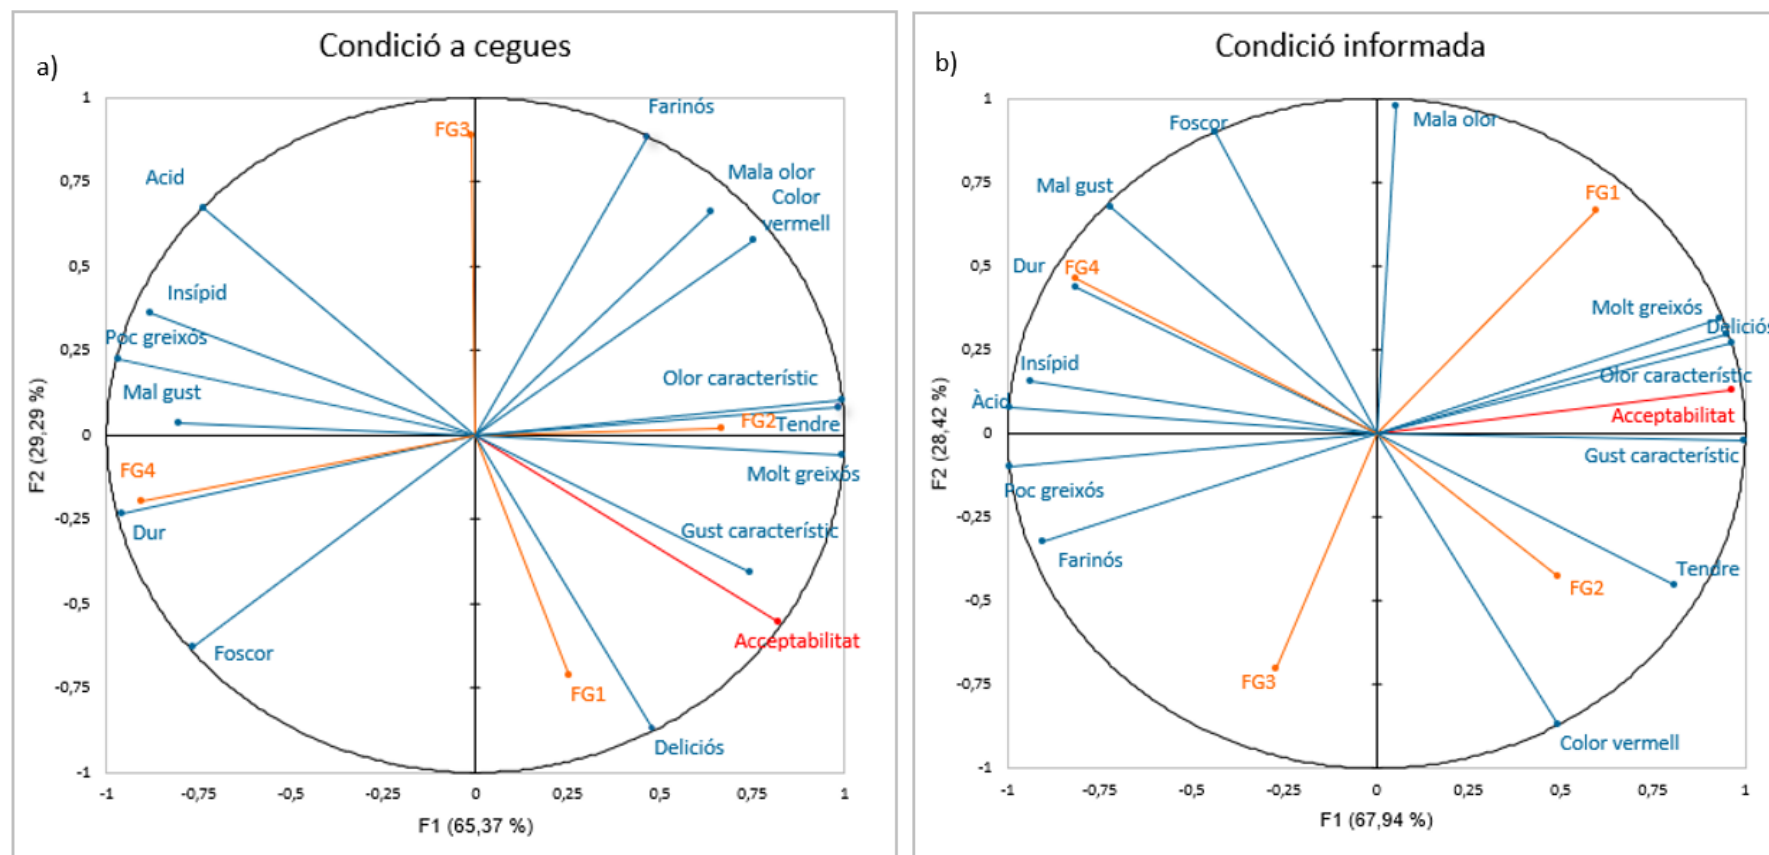 a)
Condició a cegues
1
0,75
0,5
0,25
0
-0,25
-0,5
-0,75
-1
F2 (29,29 %)
FG3
Farinós
Acid
Mala olor
Color
vermell
Insípid
Poc greixós
Mal gust
Olor característic
FG2
Tendre
FG4
Dur
Molt greixós
Gust característic
Foscor
Acceptabilitat
FG1
Deliciós
-1
-0,75
-0,5
-0,25
0
0,25
0,5
0,75
1
F1 (65,37 %)
b)
Condició informada
1
0,75
0,5
0,25
0
-0,25
-0,5
-0,75
-1
F2 (28,42 %)
Foscor
Mala olor
Mal gust
FG1
Dur
FG4
Molt greixós
Deliciós
Insípid
Olor característic
Àcid
Acceptabilitat
Gust característic
Poc greixós
Farinós
Tendre
FG2
FG3
Color vermell
-1
-0,75
-0,5
-0,25
0
0,25
0,5
0,75
1
F1 (67,94 %)